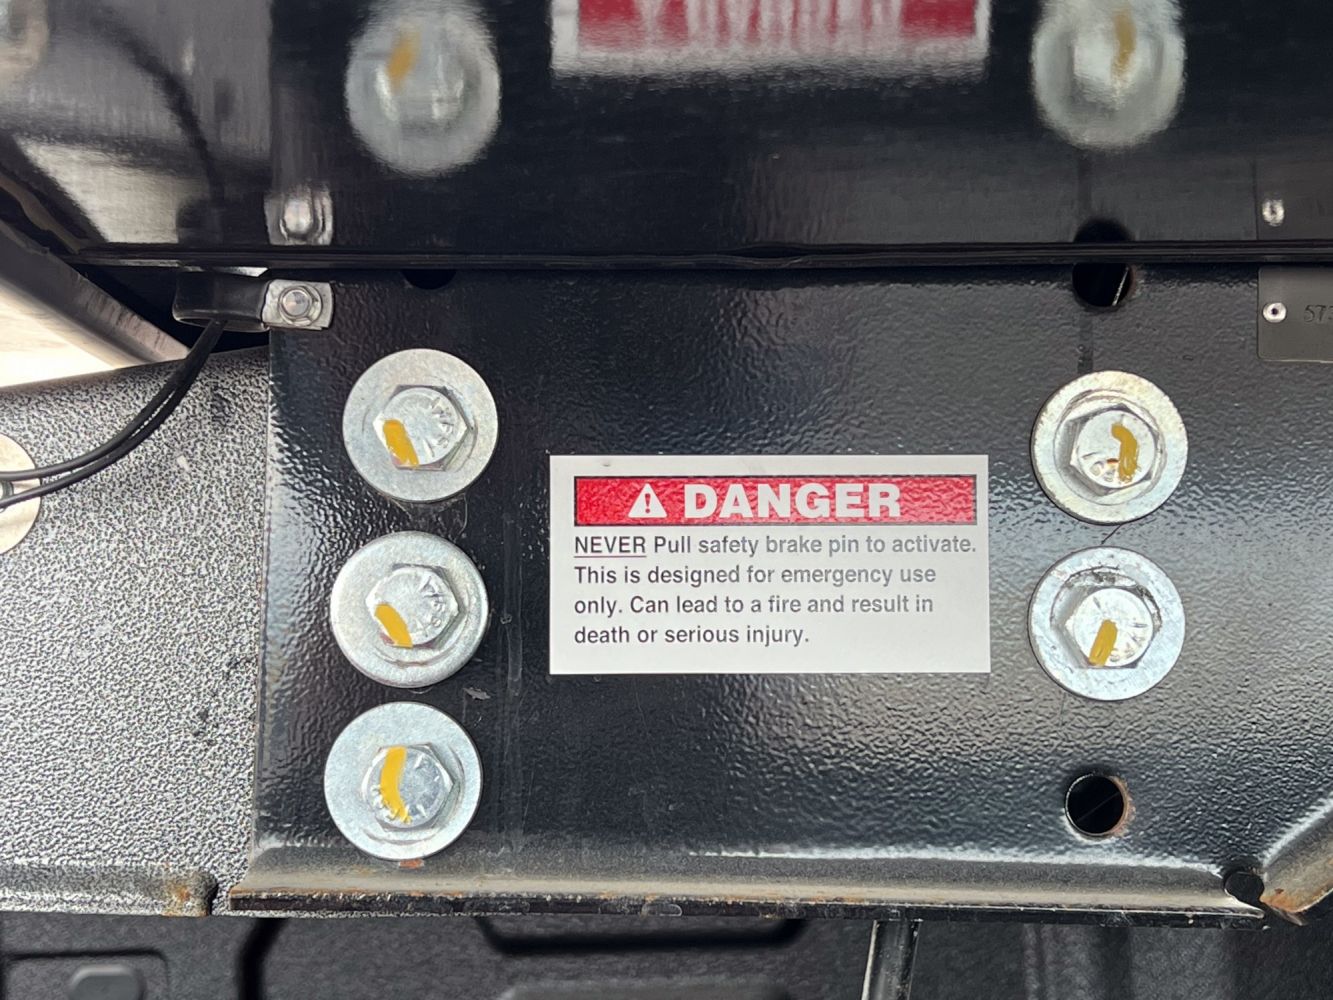 DANGER
NEVER Pull safety brake pin to activate.
This is designed for emergency use
only. Can lead to a fire and result in
death or serious injury.